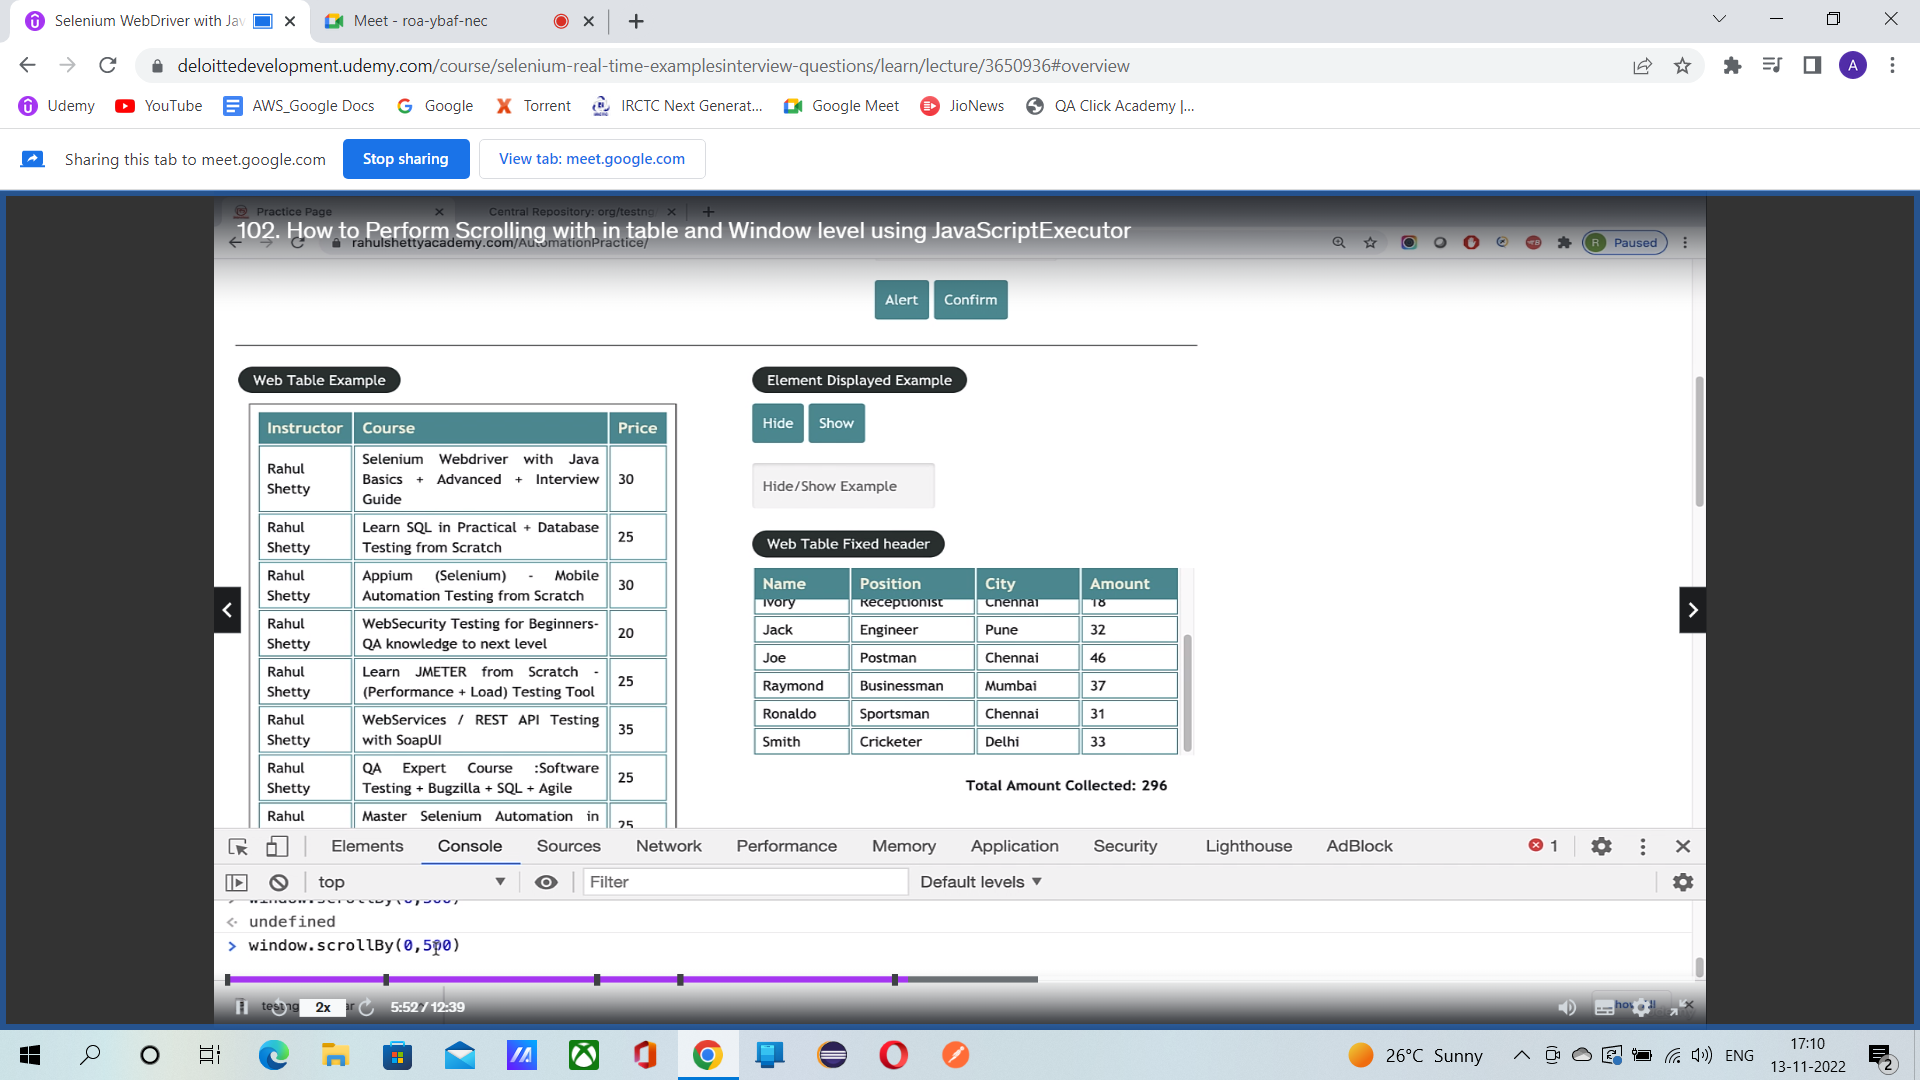 Selenium WebDriver with Jav
Meet - roa-ybaf-nec
deloittedevelopment.udemy.com/course/selenium-real-time-examplesinterview-questions/learn/lecture/3650936#overview
A
Udemy
YouTube
AWS_Google Docs
Google
Torrent
IRCTC Next Generat...
Google Meet
JioNews
QA Click Academy |...
Sharing this tab to meet.google.com
Stop sharing
View tab: meet.google.com
Practice Page
Central Repository: org/testng
102. How to Perform Scrolling with in table and Window level using JavaScriptExecutor
rahulshettyacademy.com/AutomationPractice/
R Paused
Alert
Confirm
Web Table Example
Instructor Course Price
Rahul Shetty Selenium Webdriver with Java Basics + Advanced + Interview Guide 30
Rahul Shetty Learn SQL in Practical + Database Testing from Scratch 25
Rahul Shetty Appium (Selenium) - Mobile Automation Testing from Scratch 30
Rahul Shetty WebSecurity Testing for Beginners-QA knowledge to next level 20
Rahul Shetty Learn JMETER from Scratch - (Performance + Load) Testing Tool 25
Rahul Shetty WebServices / REST API Testing with SoapUI 35
Rahul Shetty QA Expert Course :Software Testing + Bugzilla + SQL + Agile 25
Rahul Master Selenium Automation in 25
Element Displayed Example
Hide
Show
Hide/Show Example
Web Table Fixed header
Name Position City Amount
Ivory Receptionist Chennai 18
Jack Engineer Pune 32
Joe Postman Chennai 46
Raymond Businessman Mumbai 37
Ronaldo Sportsman Chennai 31
Smith Cricketer Delhi 33
Total Amount Collected: 296
Elements
Console
Sources
Network
Performance
Memory
Application
Security
Lighthouse
AdBlock
1
top
Filter
Default levels
undefined
> window.scrollBy(0,500)
2x
5:52 / 12:39
26°C Sunny
ENG
17:10
13-11-2022
2